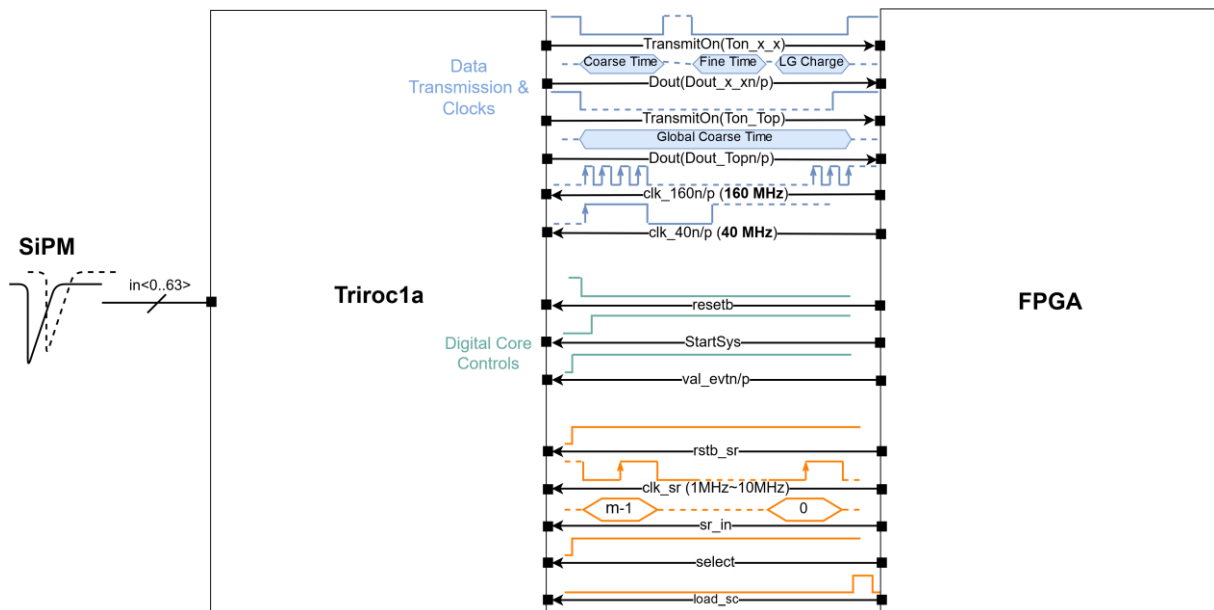 TransmitOn(Ton_x_x)
Coarse Time
Fine Time
LG Charge
Data
Transmission &
Clocks
Dout(Dout_x_xn/p)
TransmitOn(Ton_Top)
Global Coarse Time
Dout(Dout_Topn/p)
clk_160n/p (160 MHz)
clk_40n/p (40 MHz)
SiPM
in<0..63>
Triroc1a
FPGA
resetb
StartSys
Digital Core
Controls
val_evtn/p
rstb_sr
clk_sr (1MHz~10MHz)
m-1
0
sr_in
select
load_sc